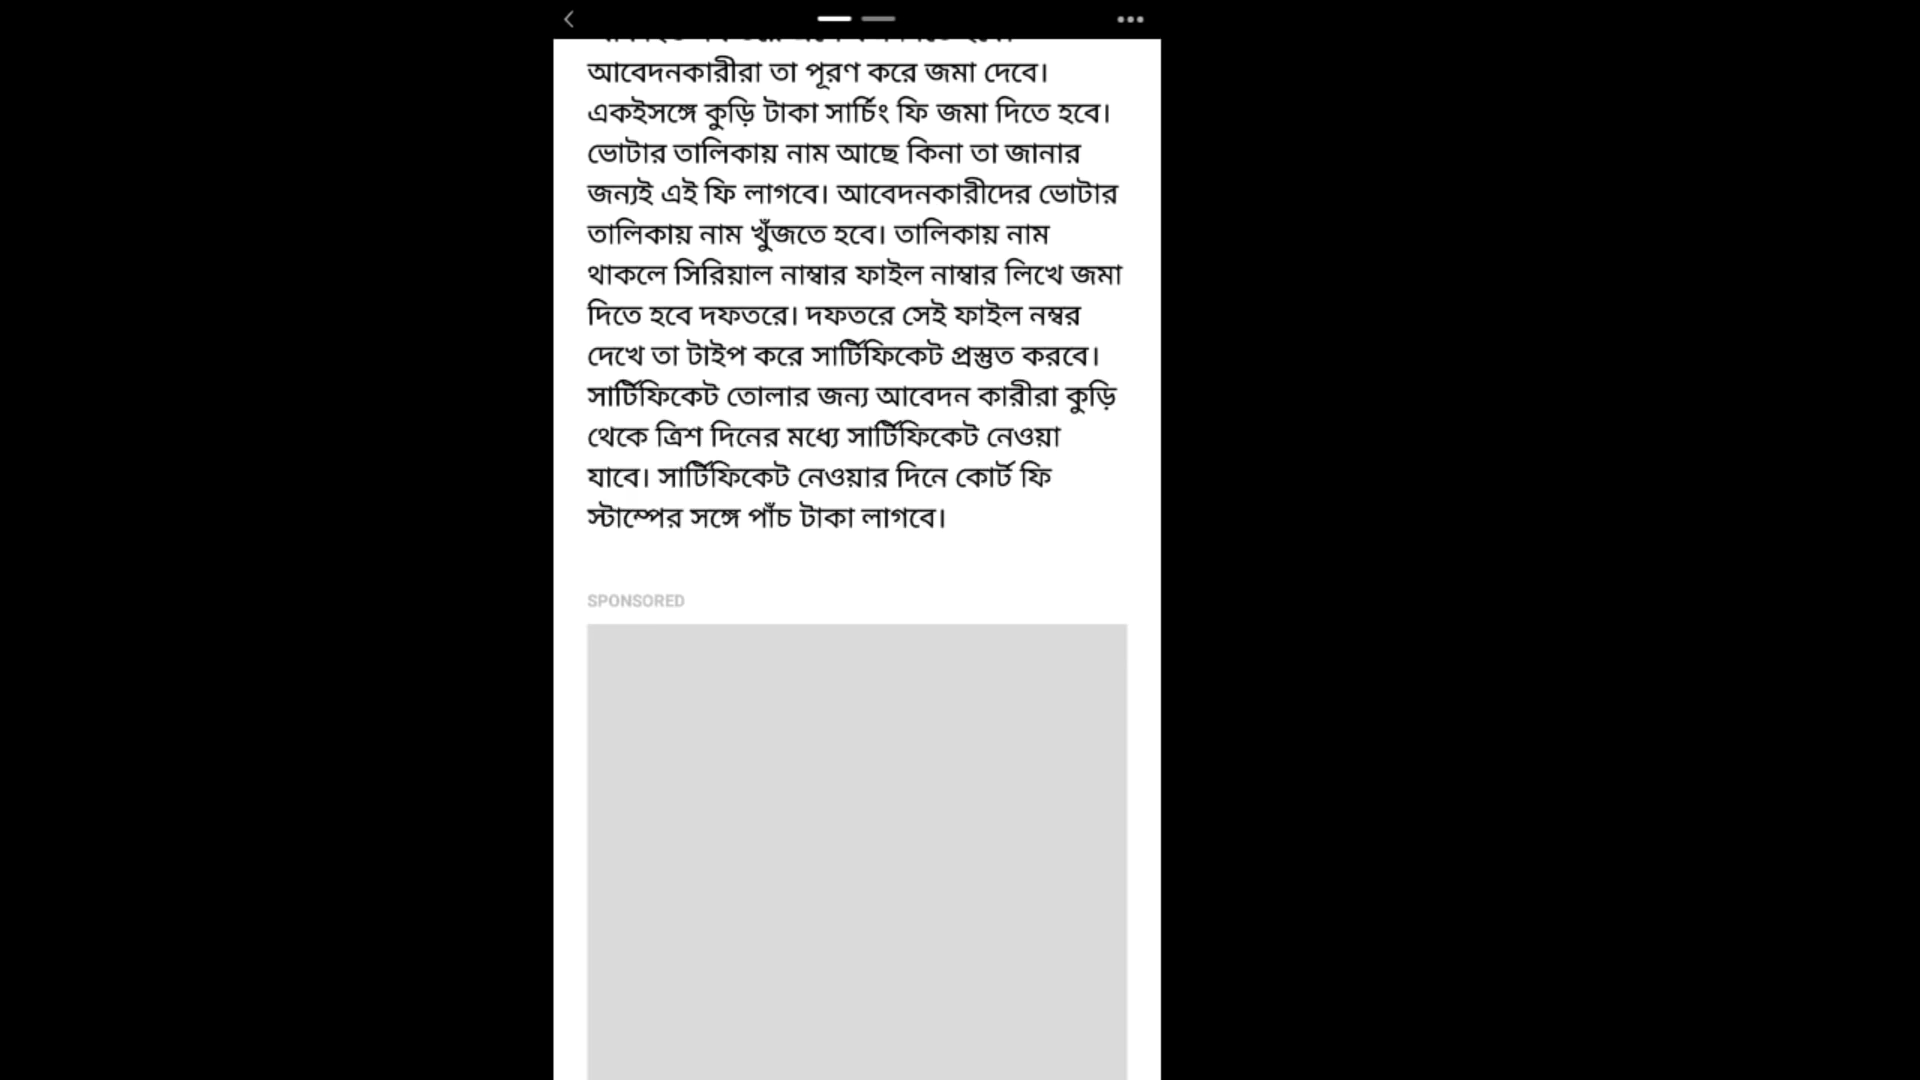 আবেদনকারীরা তা পূরণ করে জমা দেবে।
একইসঙ্গে কুড়ি টাকা সার্চিং ফি জমা দিতে হবে।
ভোটার তালিকায় নাম আছে কিনা তা জানার
জন্যই এই ফি লাগবে। আবেদনকারীদের ভোটার
তালিকায় নাম খুঁজতে হবে। তালিকায় নাম
থাকলে সিরিয়াল নাম্বার ফাইল নাম্বার লিখে জমা
দিতে হবে দফতরে। দফতরে সেই ফাইল নম্বর
দেখে তা টাইপ করে সার্টিফিকেট প্রস্তুত করবে।
সার্টিফিকেট তোলার জন্য আবেদন কারীরা কুড়ি
থেকে ত্রিশ দিনের মধ্যে সার্টিফিকেট নেওয়া
যাবে। সার্টিফিকেট নেওয়ার দিনে কোর্ট ফি
স্টাম্পের সঙ্গে পাঁচ টাকা লাগবে।
SPONSORED